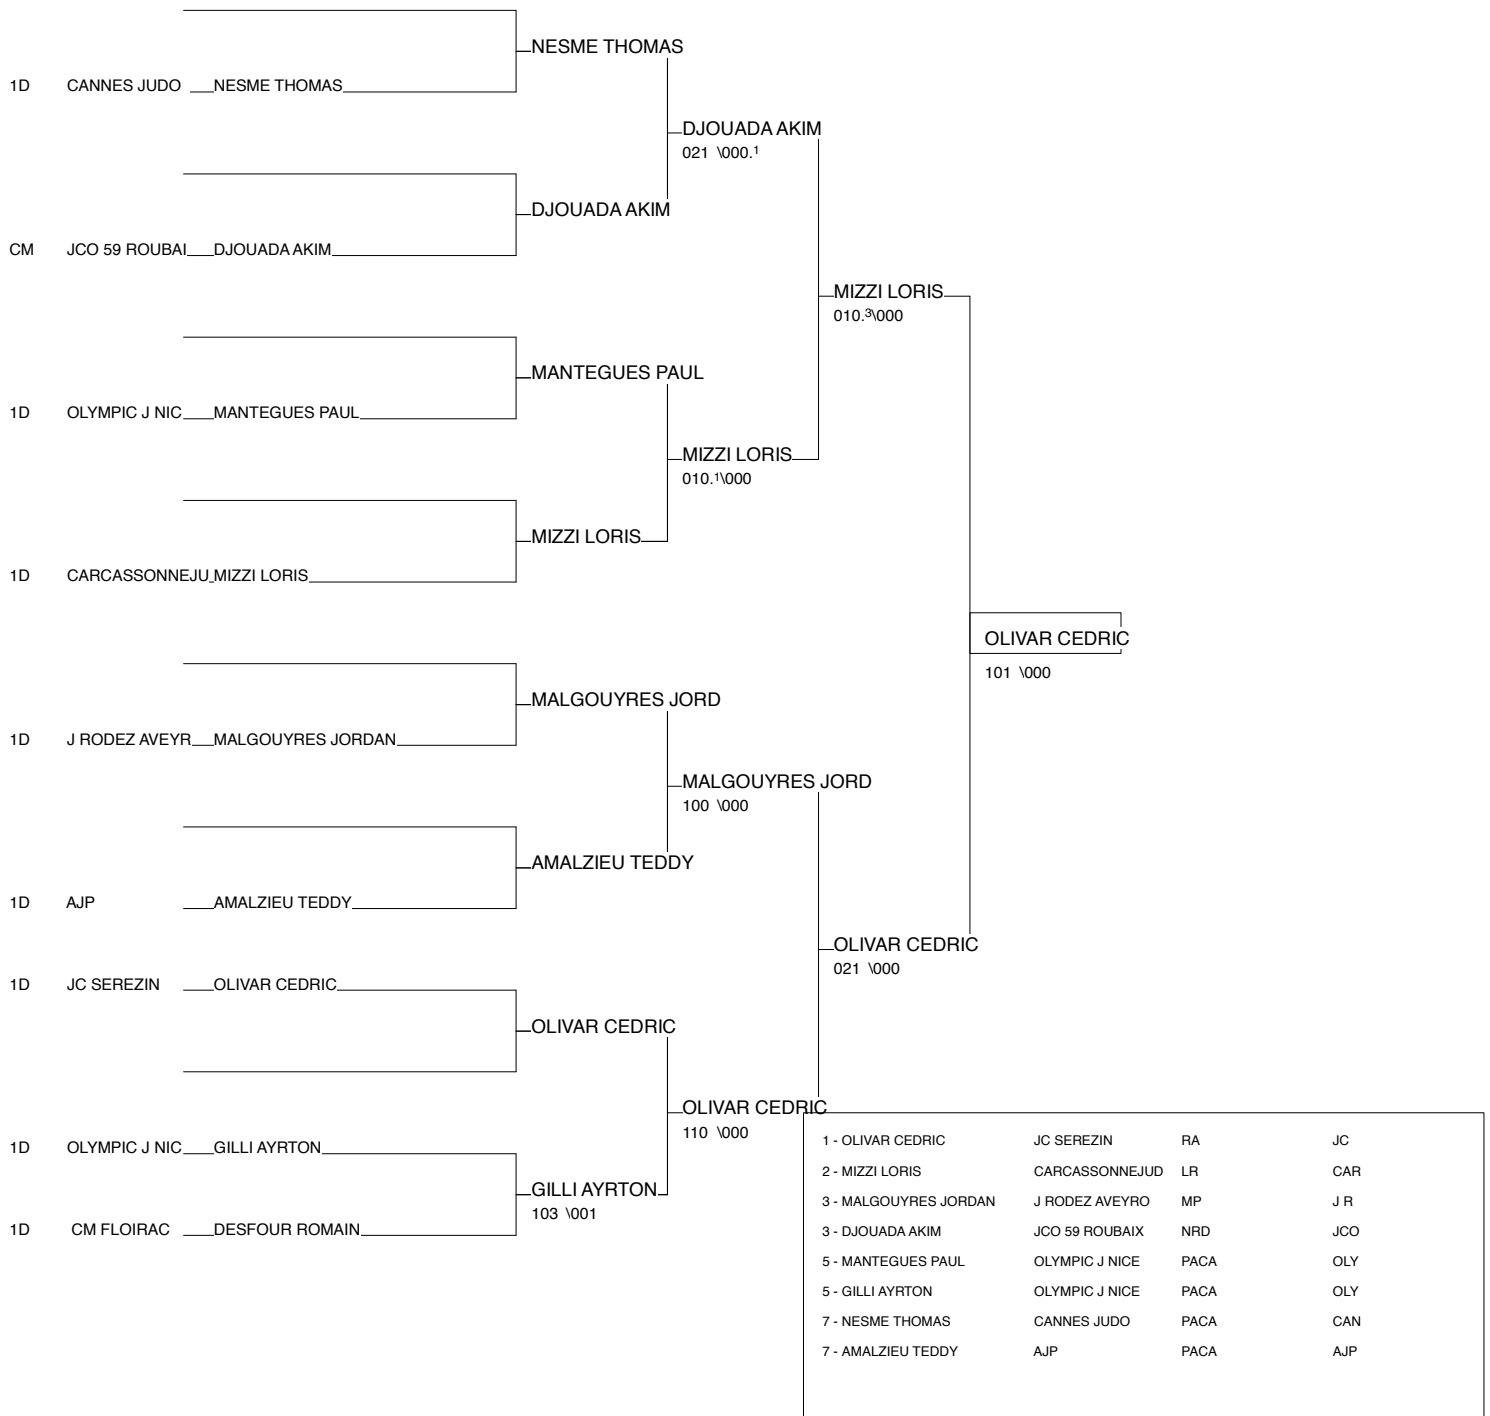 NESME THOMAS
1D CANNES JUDO NESME THOMAS
DJOUADA AKIM
021 \000.1
DJOUADA AKIM
CM JCO 59 ROUBAI DJOUADA AKIM
MIZZI LORIS
010.3\000
MANTEGUES PAUL
1D OLYMPIC J NIC MANTEGUES PAUL
MIZZI LORIS
010.1\000
MIZZI LORIS
1D CARCASSONNEJU MIZZI LORIS
OLIVAR CEDRIC
101 \000
MALGOUYRES JORD
1D J RODEZ AVEYR MALGOUYRES JORDAN
MALGOUYRES JORD
100 \000
AMALZIEU TEDDY
1D AJP AMALZIEU TEDDY
OLIVAR CEDRIC
021 \000
1D JC SEREZIN OLIVAR CEDRIC
OLIVAR CEDRIC
OLIVAR CEDRIC
110 \000
1D OLYMPIC J NIC GILLI AYRTON
GILLI AYRTON
103 \001
1D CM FLOIRAC DESFOUR ROMAIN
1 - OLIVAR CEDRIC JC SEREZIN RA JC
2 - MIZZI LORIS CARCASSONNEJUD LR CAR
3 - MALGOUYRES JORDAN J RODEZ AVEYRO MP J R
3 - DJOUADA AKIM JCO 59 ROUBAIX NRD JCO
5 - MANTEGUES PAUL OLYMPIC J NICE PACA OLY
5 - GILLI AYRTON OLYMPIC J NICE PACA OLY
7 - NESME THOMAS CANNES JUDO PACA CAN
7 - AMALZIEU TEDDY AJP PACA AJP